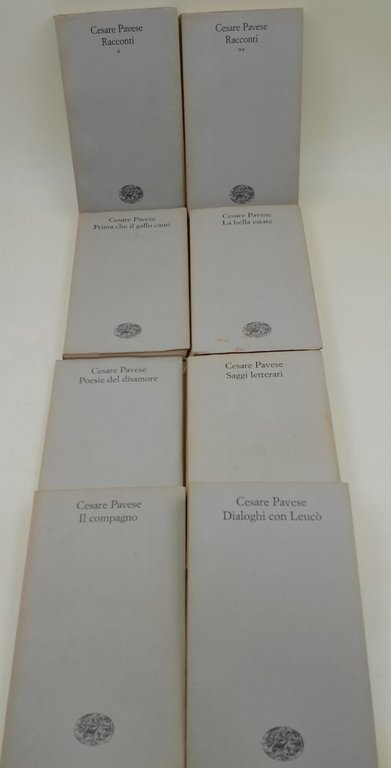 Cesare Pavese
Racconti
*
Cesare Pavese
Racconti
**
Cesare Pavese
Prima che il gallo canti
Cesare Pavese
La bella estate
Cesare Pavese
Poesie del disamore
Cesare Pavese
Saggi letterari
Cesare Pavese
Il compagno
Cesare Pavese
Dialoghi con Leucò